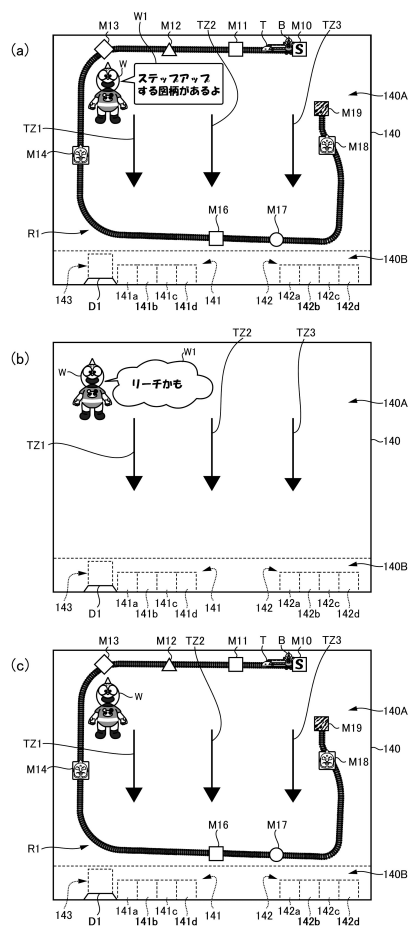 M13
W1
M12
TZ2
M11
T
B
M10
TZ3
(a)
W
ステップアップ
する図柄があるよ
140A
M19
TZ1
140
M14
M18
M16
M17
R1
140B
143
D1
141a
141b
141c
141d
141
142
142a
142b
142c
142d
(b)
TZ2
TZ3
W1
W
リーチかも
140A
TZ1
140
140B
143
D1
141a
141b
141c
141d
141
142
142a
142b
142c
142d
(c)
M13
M12
TZ2
M11
T
B
M10
TZ3
S
W
140A
M19
TZ1
140
M14
M18
M16
M17
R1
140B
143
D1
141a
141b
141c
141d
141
142
142a
142b
142c
142d